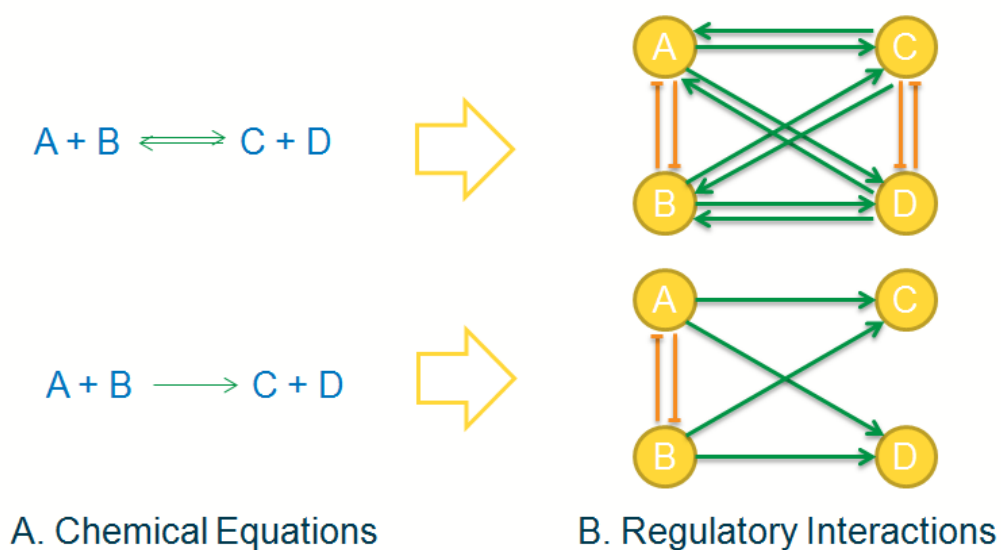 A
C
A + B ⇌ C + D
B
D
A
C
A + B → C + D
B
D
A. Chemical Equations
B. Regulatory Interactions